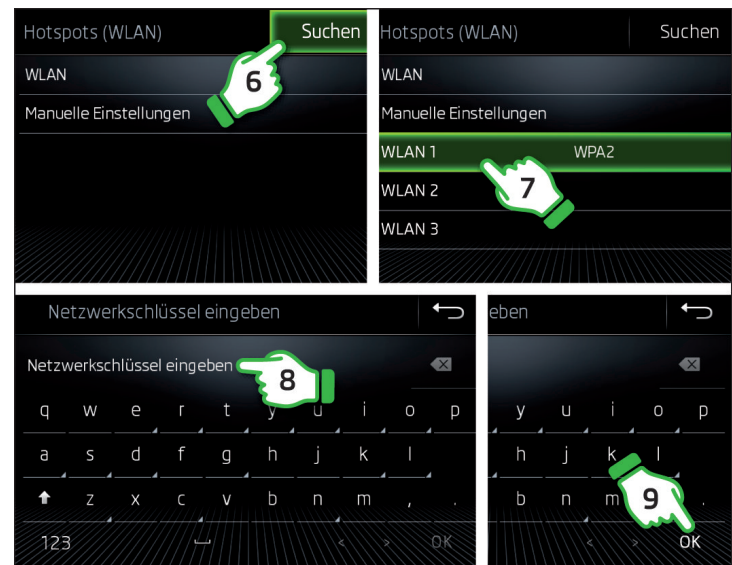 Hotspots (WLAN) Suchen
WLAN
6
Manuelle Einstellungen
Hotspots (WLAN) Suchen
WLAN
Manuelle Einstellungen
WLAN 1 WPA2
WLAN 2
7
WLAN 3
Netzwerkschlüssel eingeben
Netzwerkschlüssel eingeben
8
q w e r t y u i o p
a s d f g h j k l
z x c v b n m , .
123 < > OK
eben
y u i o p
h j k l
b n m .
9
< > OK